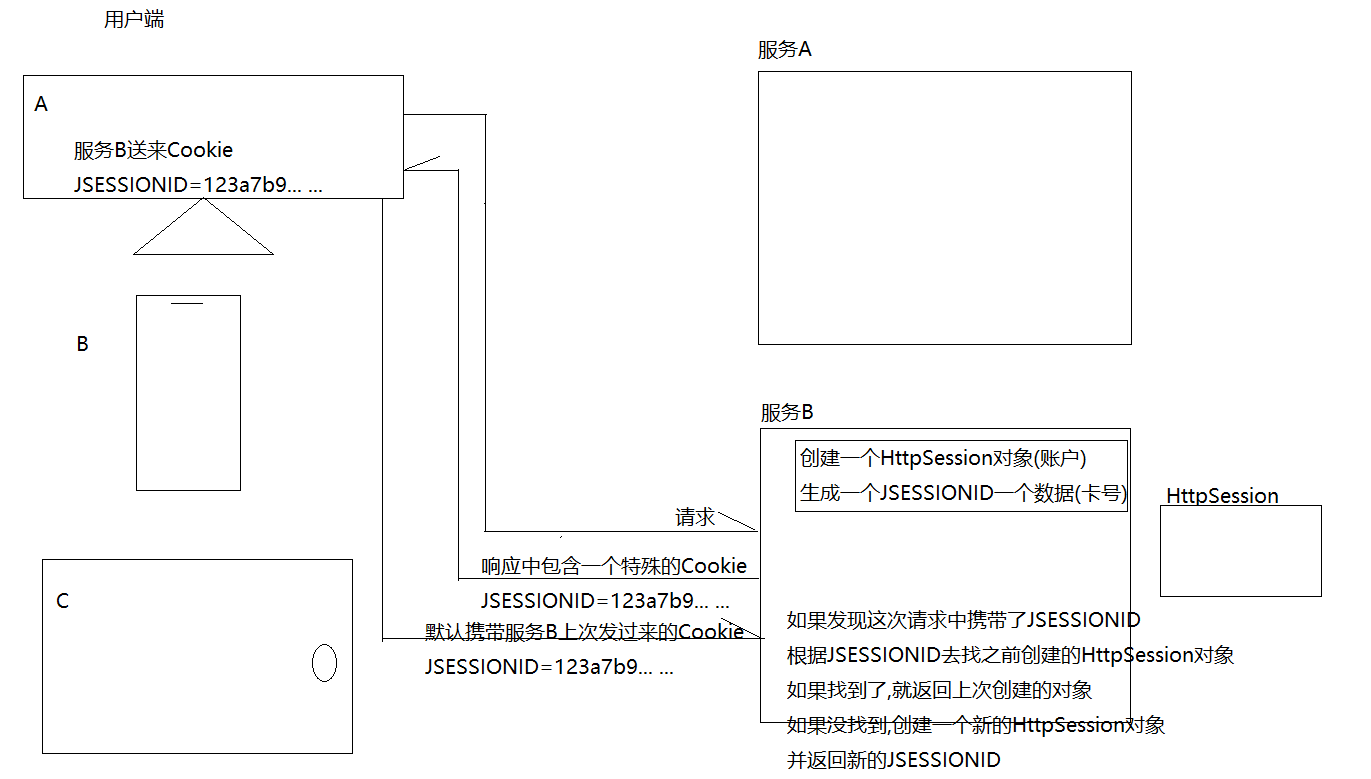 用户端
服务A
A
服务B送来Cookie
JSESSIONID=123a7b9... ...
B
服务B
创建一个HttpSession对象(账户)
生成一个JSESSIONID一个数据(卡号)
HttpSession
请求
响应中包含一个特殊的Cookie
JSESSIONID=123a7b9... ...
默认携带服务B上次发过来的Cookie
JSESSIONID=123a7b9... ...
C
如果发现这次请求中携带了JSESSIONID
根据JSESSIONID去找之前创建的HttpSession对象
如果找到了,就返回上次创建的对象
如果没找到,创建一个新的HttpSession对象
并返回新的JSESSIONID